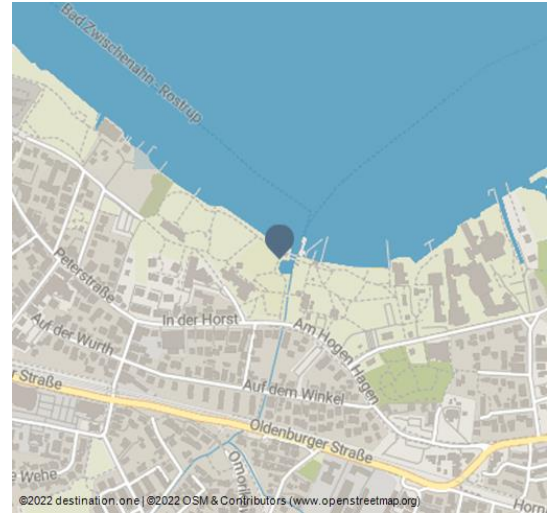 Bad Zwischenahn - Rostrup
Peterstraße
In der Horst
Auf der Wurth
Am Hogen Hagen
Auf dem Winkel
r Straße
Oldenburger Straße
e Wehe
Omori
Horn
©2022 destination.one | ©2022 OSM & Contributors (www.openstreetmap.org)